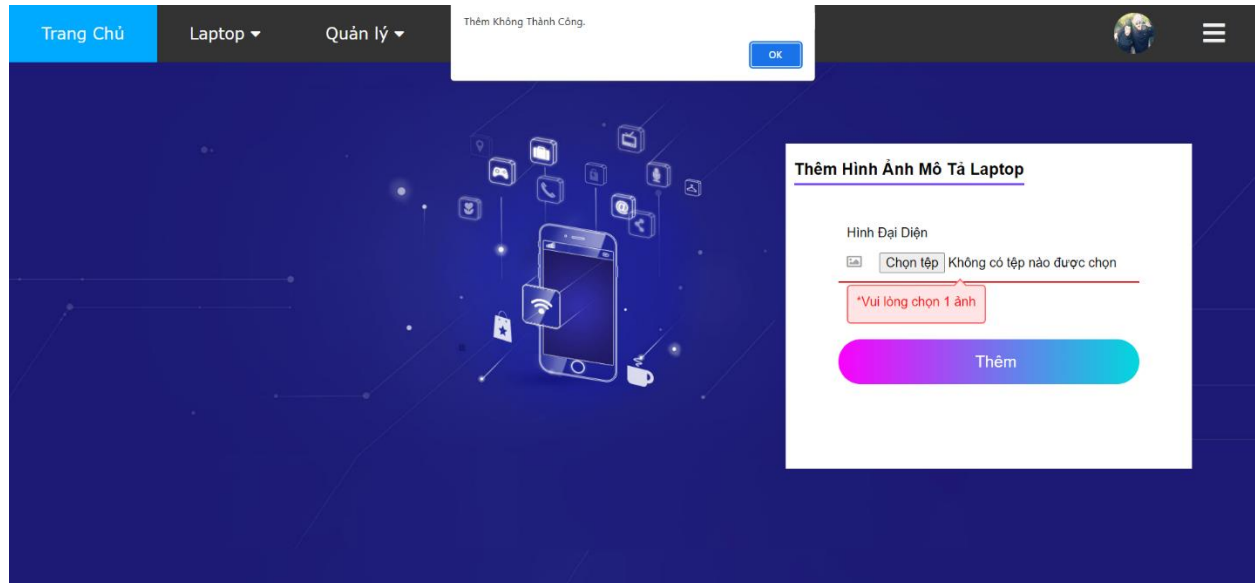 Trang Chủ
Laptop
Quản lý
Thêm Không Thành Công.
OK
Thêm Hình Ảnh Mô Tả Laptop
Hình Đại Diện
Chọn tệp Không có tệp nào được chọn
*Vui lòng chọn 1 ảnh
Thêm